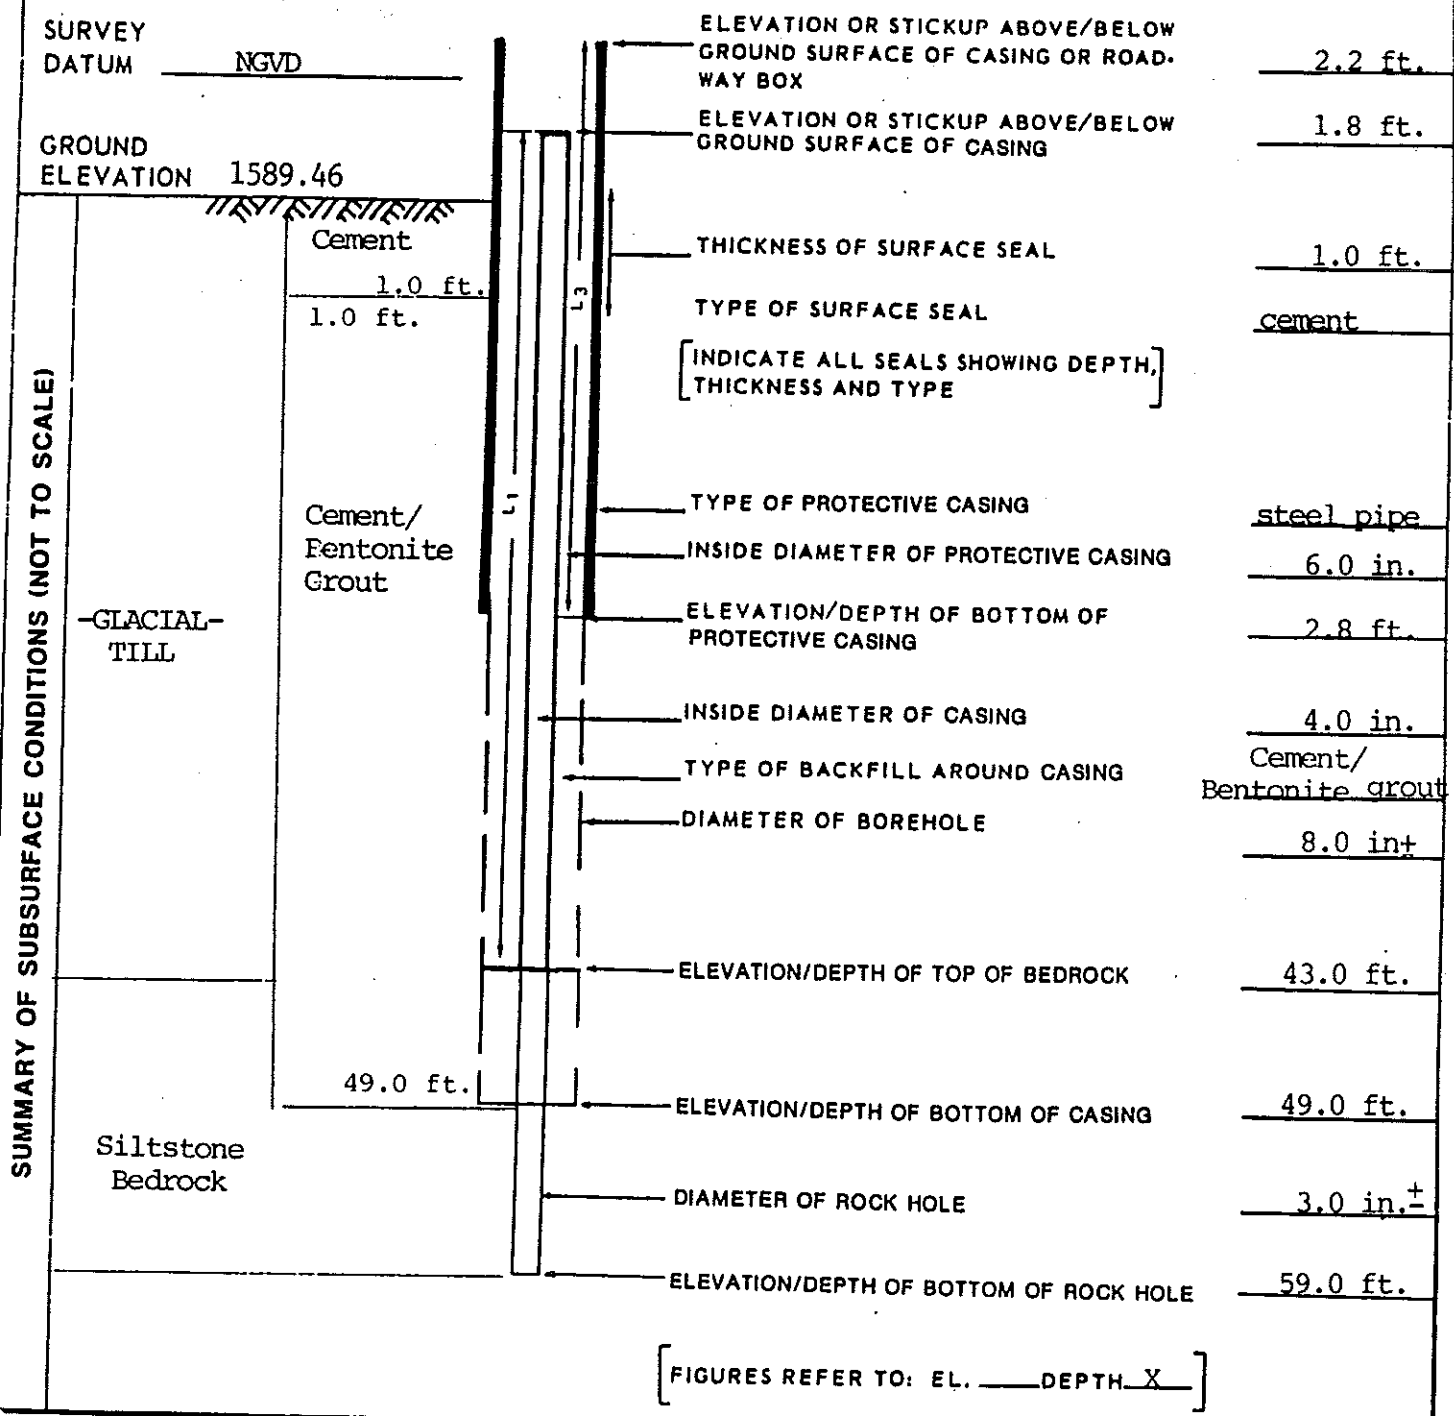 SURVEY
DATUM NGVD
GROUND
ELEVATION 1589.46
ELEVATION OR STICKUP ABOVE/BELOW
GROUND SURFACE OF CASING OR ROAD-
WAY BOX
2.2 ft.
ELEVATION OR STICKUP ABOVE/BELOW
GROUND SURFACE OF CASING
1.8 ft.
Cement
1.0 ft.
1.0 ft.
L3
THICKNESS OF SURFACE SEAL
1.0 ft.
TYPE OF SURFACE SEAL
cement
[INDICATE ALL SEALS SHOWING DEPTH,
THICKNESS AND TYPE]
SUMMARY OF SUBSURFACE CONDITIONS (NOT TO SCALE)
L1
Cement/
Bentonite
Grout
TYPE OF PROTECTIVE CASING
steel pipe
INSIDE DIAMETER OF PROTECTIVE CASING
6.0 in.
-GLACIAL-
TILL
ELEVATION/DEPTH OF BOTTOM OF
PROTECTIVE CASING
2.8 ft.
INSIDE DIAMETER OF CASING
4.0 in.
TYPE OF BACKFILL AROUND CASING
Cement/
Bentonite grout
DIAMETER OF BOREHOLE
8.0 in±
ELEVATION/DEPTH OF TOP OF BEDROCK
43.0 ft.
49.0 ft.
ELEVATION/DEPTH OF BOTTOM OF CASING
49.0 ft.
Siltstone
Bedrock
DIAMETER OF ROCK HOLE
3.0 in.±
ELEVATION/DEPTH OF BOTTOM OF ROCK HOLE
59.0 ft.
[FIGURES REFER TO: EL. ____ DEPTH X ]